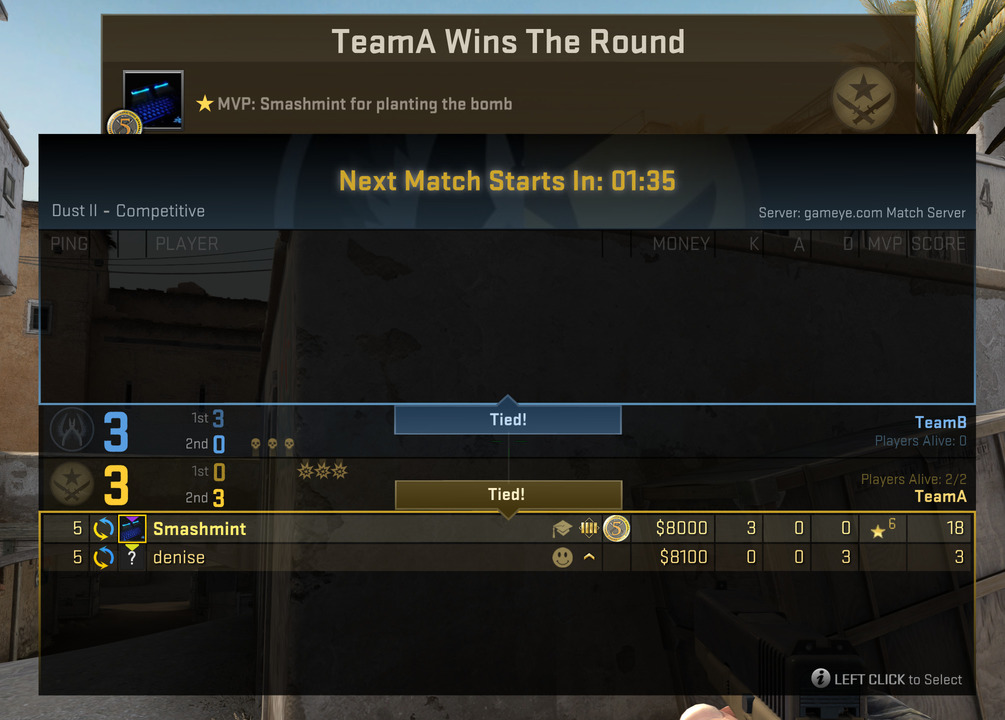 TeamA Wins The Round
5
MVP: Smashmint for planting the bomb
Next Match Starts In: 01:35
Dust II - Competitive
Server: gameye.com Match Server
PING PLAYER MONEY K A D MVP SCORE
4
3 1st 3 2nd 0
Tied!
TeamB
Players Alive: 0
3 1st 0 2nd 3
Tied!
Players Alive: 2/2
TeamA
5 Smashmint 5 $8000 3 0 0 6 18
5 ? denise $8100 0 0 3 3
i LEFT CLICK to Select